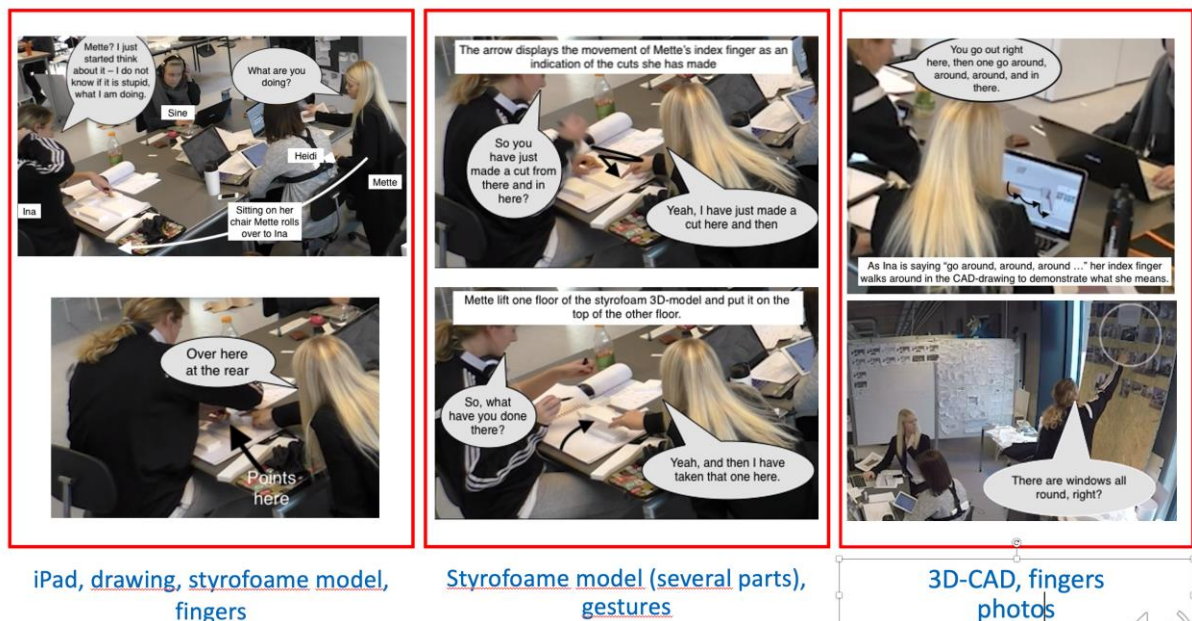 Mette? I just
started think
about it – I do not
know if it is stupid,
what I am doing.
What are you
doing?
Sine
Heidi
Mette
Ina
Sitting on her
chair Mette rolls
over to Ina
Over here
at the rear
Points
here
iPad, drawing, styrofoame model,
fingers
The arrow displays the movement of Mette's index finger as an
indication of the cuts she has made
So you
have just
made a cut from
there and in
here?
Yeah, I have just made a
cut here and then
Mette lift one floor of the styrofoam 3D-model and put it on the
top of the other floor.
So, what
have you done
there?
Yeah, and then I have
taken that one here.
Styrofoame model (several parts),
gestures
You go out right
here, then one go around,
around, around, and in
there.
As Ina is saying "go around, around, around ..." her index finger
walks around in the CAD-drawing to demonstrate what she means.
There are windows all
round, right?
3D-CAD, fingers
photos